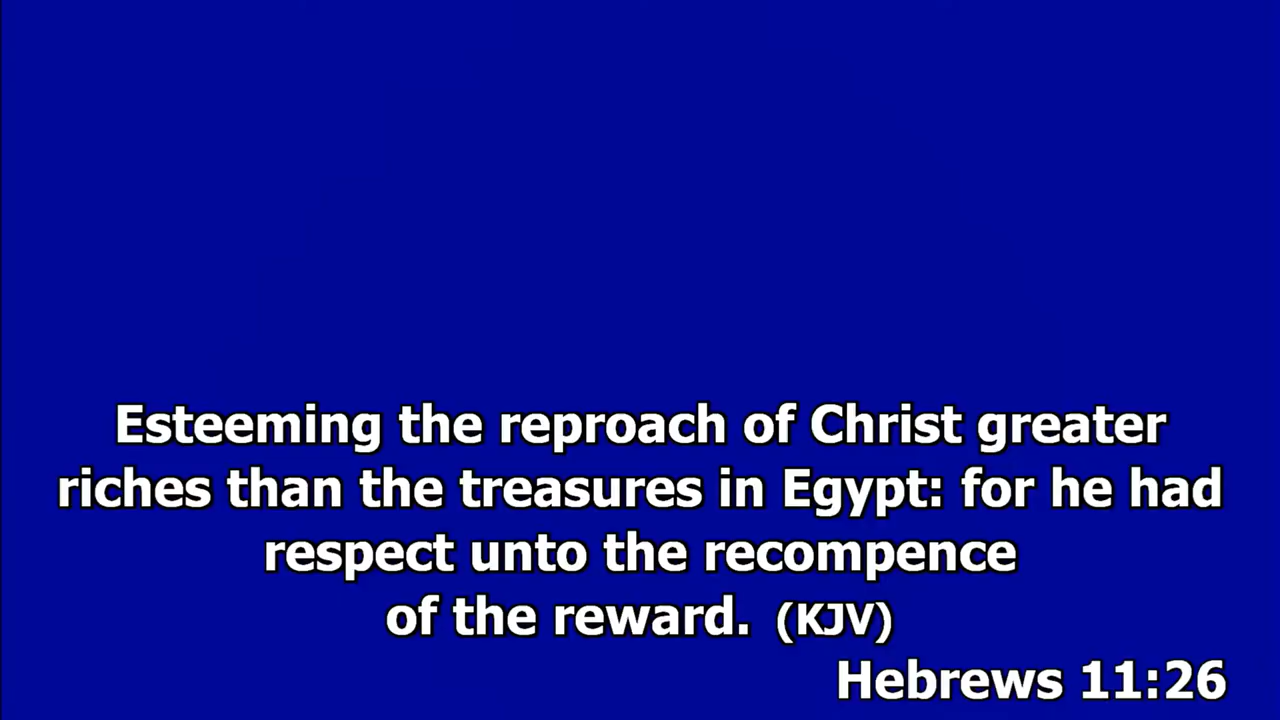 Esteeming the reproach of Christ greater
riches than the treasures in Egypt: for he had
respect unto the recompence
of the reward. (KJV)
Hebrews 11:26